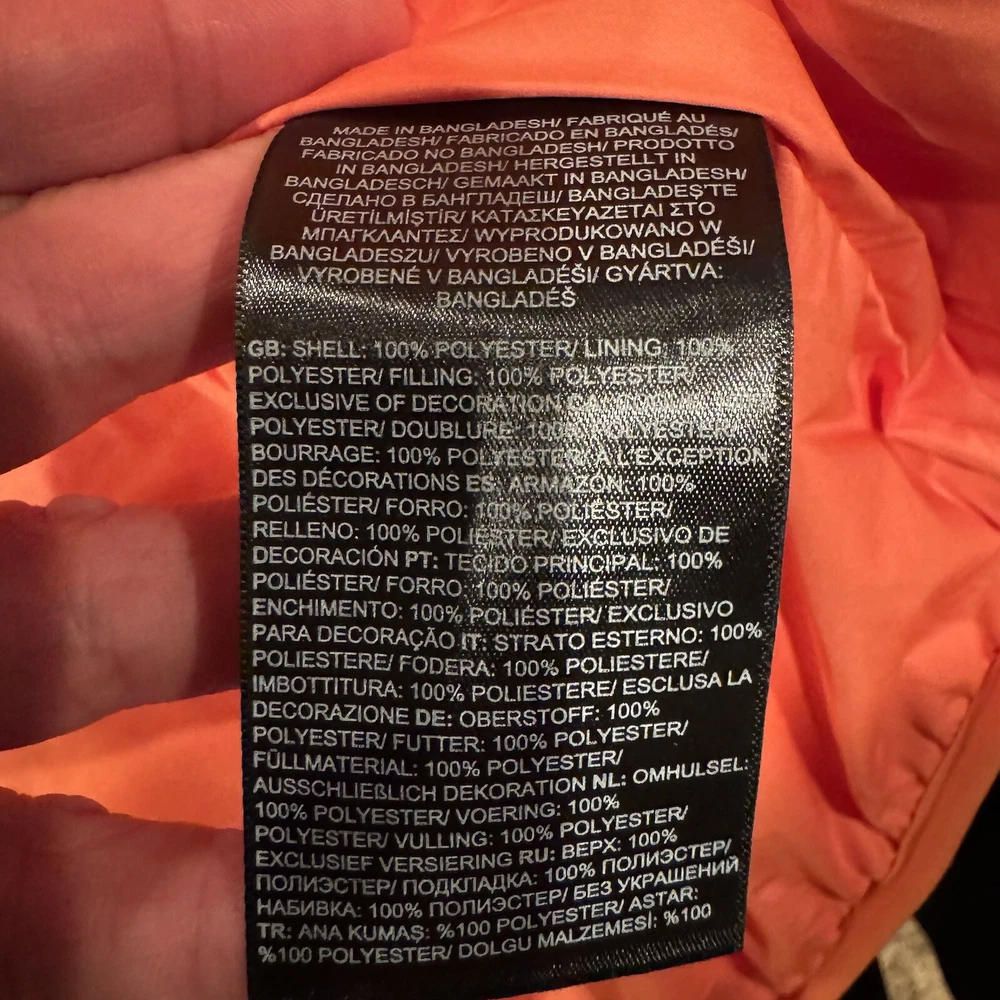 MADE IN BANGLADESH/ FABRIQUÉ AU
BANGLADESH/ FABRICADO EN BANGLADÉS/
FABRICADO NO BANGLADESH/ PRODOTTO
IN BANGLADESH/ HERGESTELLT IN
BANGLADESCH/ GEMAAKT IN BANGLADESH/
СДЕЛАНО В БАНГЛАДЕШ/ BANGLADEŞ'TE
ÜRETİLMİŞTİR/ ΚΑΤΑΣΚΕΥΑΖΕΤΑΙ ΣΤΟ
ΜΠΑΓΚΛΑΝΤΕΣ/ WYPRODUKOWANO W
BANGLADESZU/ VYROBENO V BANGLADÉŠI/
VYROBENÉ V BANGLADÉŠI/ GYÁRTVA:
BANGLADÉŠ
GB: SHELL: 100% POLYESTER/ LINING: 100%
POLYESTER/ FILLING: 100% POLYESTER/
EXCLUSIVE OF DECORATION
POLYESTER/ DOUBLURE: 100% POLYESTER/
BOURRAGE: 100% POLYESTER/ À L'EXCEPTION
DES DÉCORATIONS ES: ARMAZÓN: 100%
POLIÉSTER/ FORRO: 100% POLIÉSTER/
RELLENO: 100% POLIÉSTER/ EXCLUSIVO DE
DECORACIÓN PT: TECIDO PRINCIPAL: 100%
POLIÉSTER/ FORRO: 100% POLIÉSTER/
ENCHIMENTO: 100% POLIÉSTER/ EXCLUSIVO
PARA DECORAÇÃO IT: STRATO ESTERNO: 100%
POLIESTERE/ FODERA: 100% POLIESTERE/
IMBOTTITURA: 100% POLIESTERE/ ESCLUSA LA
DECORAZIONE DE: OBERSTOFF: 100%
POLYESTER/ FUTTER: 100% POLYESTER/
FÜLLMATERIAL: 100% POLYESTER/
AUSSCHLIEßLICH DEKORATION NL: OMHULSEL:
100% POLYESTER/ VOERING: 100%
POLYESTER/ VULLING: 100% POLYESTER/
EXCLUSIEF VERSIERING RU: ВЕРХ: 100%
ПОЛИЭСТЕР/ ПОДКЛАДКА: 100% ПОЛИЭСТЕР/
НАБИВКА: 100% ПОЛИЭСТЕР/ БЕЗ УКРАШЕНИЙ
TR: ANA KUMAŞ: %100 POLYESTER/ ASTAR:
%100 POLYESTER/ DOLGU MALZEMESİ: %100